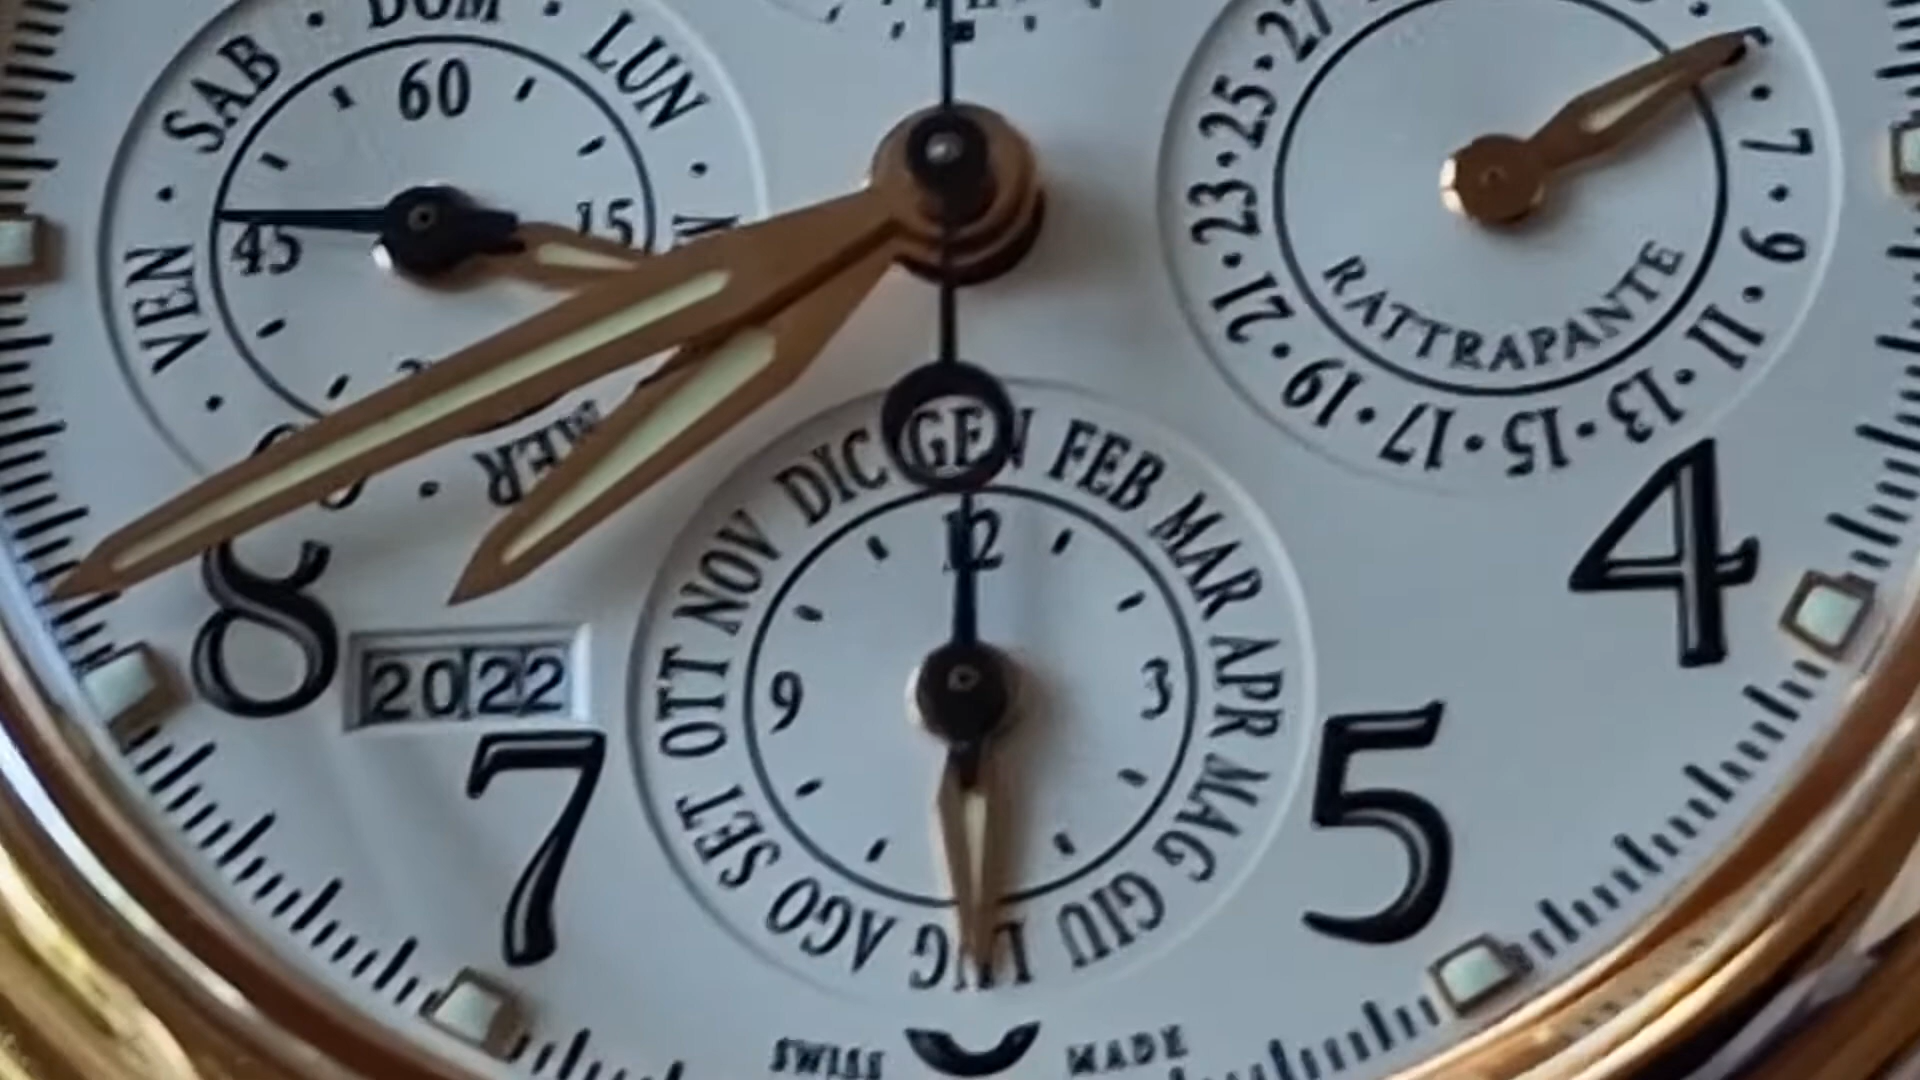 DOM
SAB
LUN
60
15
45
VEN
MER
25
23
21
19
17
15
13
11
9
7
27
RATTRAPANTE
GEN
FEB
MAR
APR
MAG
GIU
LUG
AGO
SET
OTT
NOV
DIC
12
3
9
4
5
7
8
2022
SWISS MADE